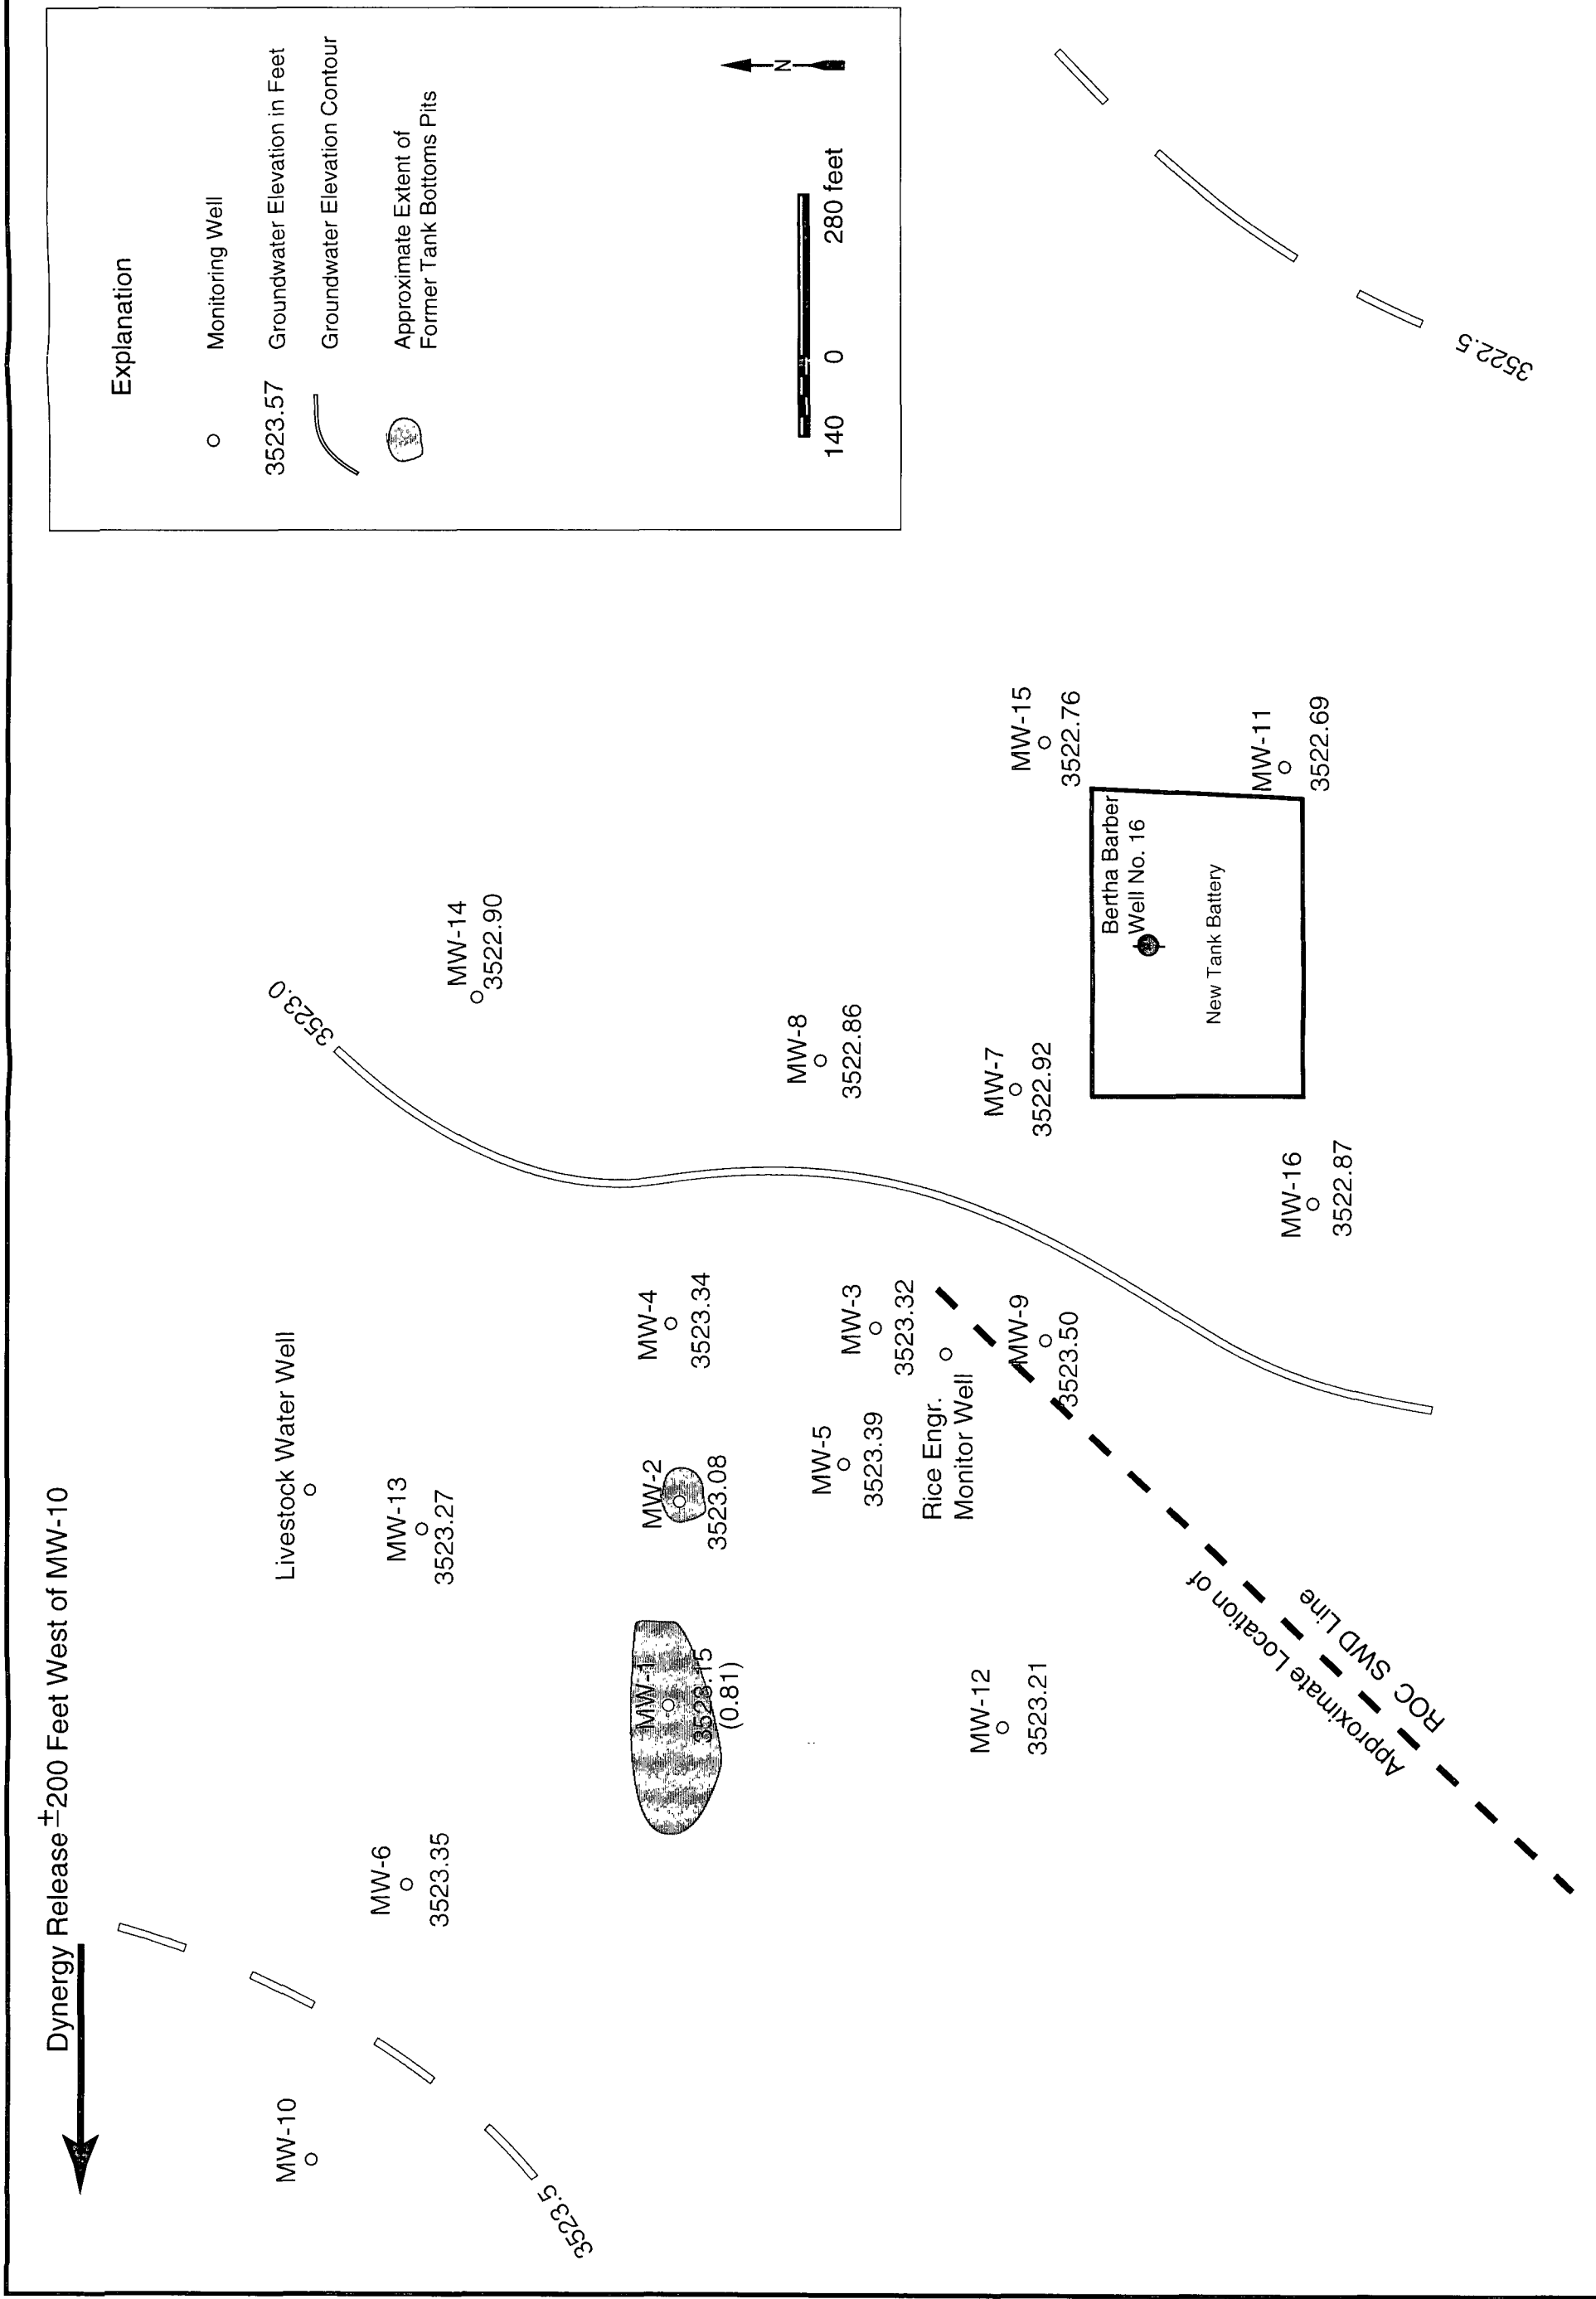 Dynergy Release ±200 Feet West of MW-10
Explanation
Monitoring Well
3523.57 Groundwater Elevation in Feet
Groundwater Elevation Contour
Approximate Extent of
Former Tank Bottoms Pits
N
140 0 280 feet
MW-10
3523.5
MW-6
3523.35
Livestock Water Well
MW-13
3523.27
3523.0
MW-14
3522.90
MW-1
3523.15
(0.81)
MW-2
3523.08
MW-4
3523.34
MW-8
3522.86
MW-5
3523.39
MW-3
3523.32
Rice Engr.
Monitor Well
MW-12
3523.21
MW-9
3523.50
MW-7
3522.92
MW-15
3522.76
Bertha Barber
Well No. 16
New Tank Battery
MW-11
3522.69
MW-16
3522.87
Approximate Location of
ROC SWD Line
3522.5